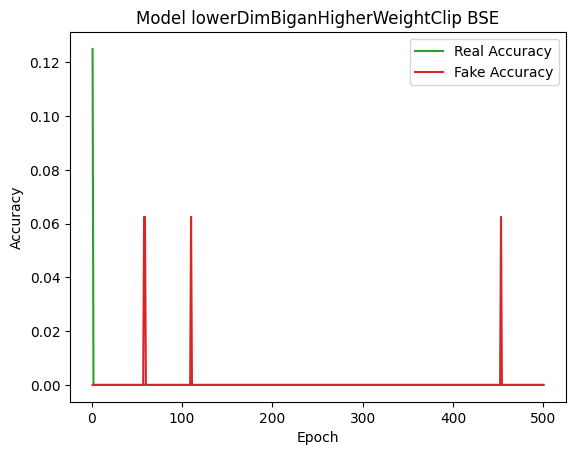 Model lowerDimBiganHigherWeightClip BSE
Real Accuracy
Fake Accuracy
0.12
0.10
0.08
0.06
0.04
0.02
0.00
Accuracy
0 100 200 300 400 500
Epoch